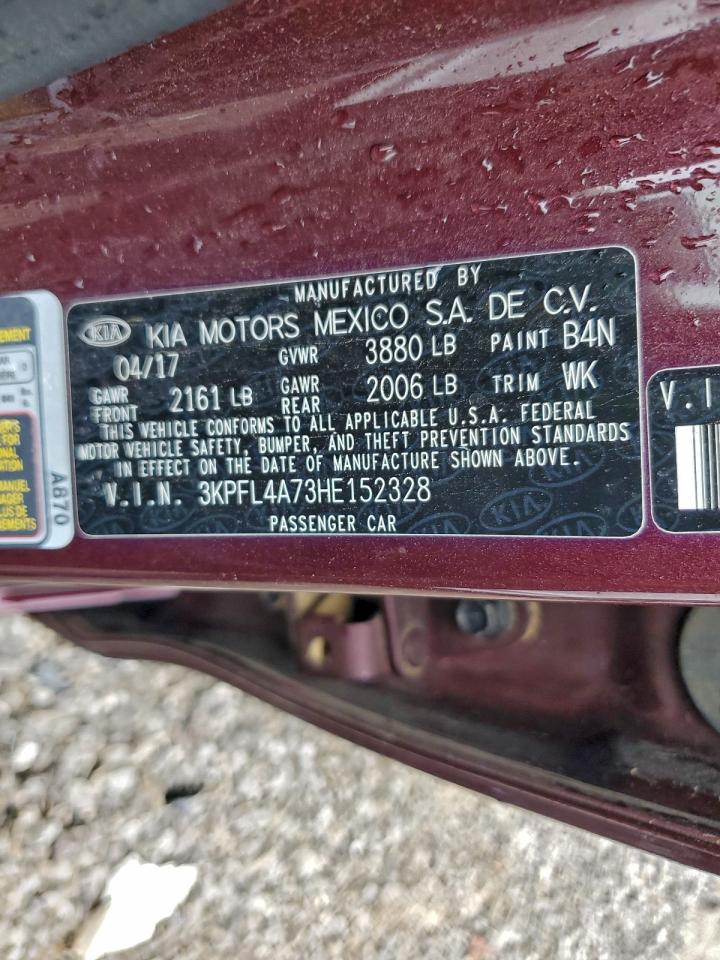 MANUFACTURED BY
KIA KIA MOTORS MEXICO S.A. DE C.V.
04/17 GVWR 3880 LB PAINT B4N
GAWR FRONT 2161 LB GAWR REAR 2006 LB TRIM WK
THIS VEHICLE CONFORMS TO ALL APPLICABLE U.S.A. FEDERAL
MOTOR VEHICLE SAFETY, BUMPER, AND THEFT PREVENTION STANDARDS
IN EFFECT ON THE DATE OF MANUFACTURE SHOWN ABOVE.
V.I.N. 3KPFL4A73HE152328
PASSENGER CAR
A870
V.I